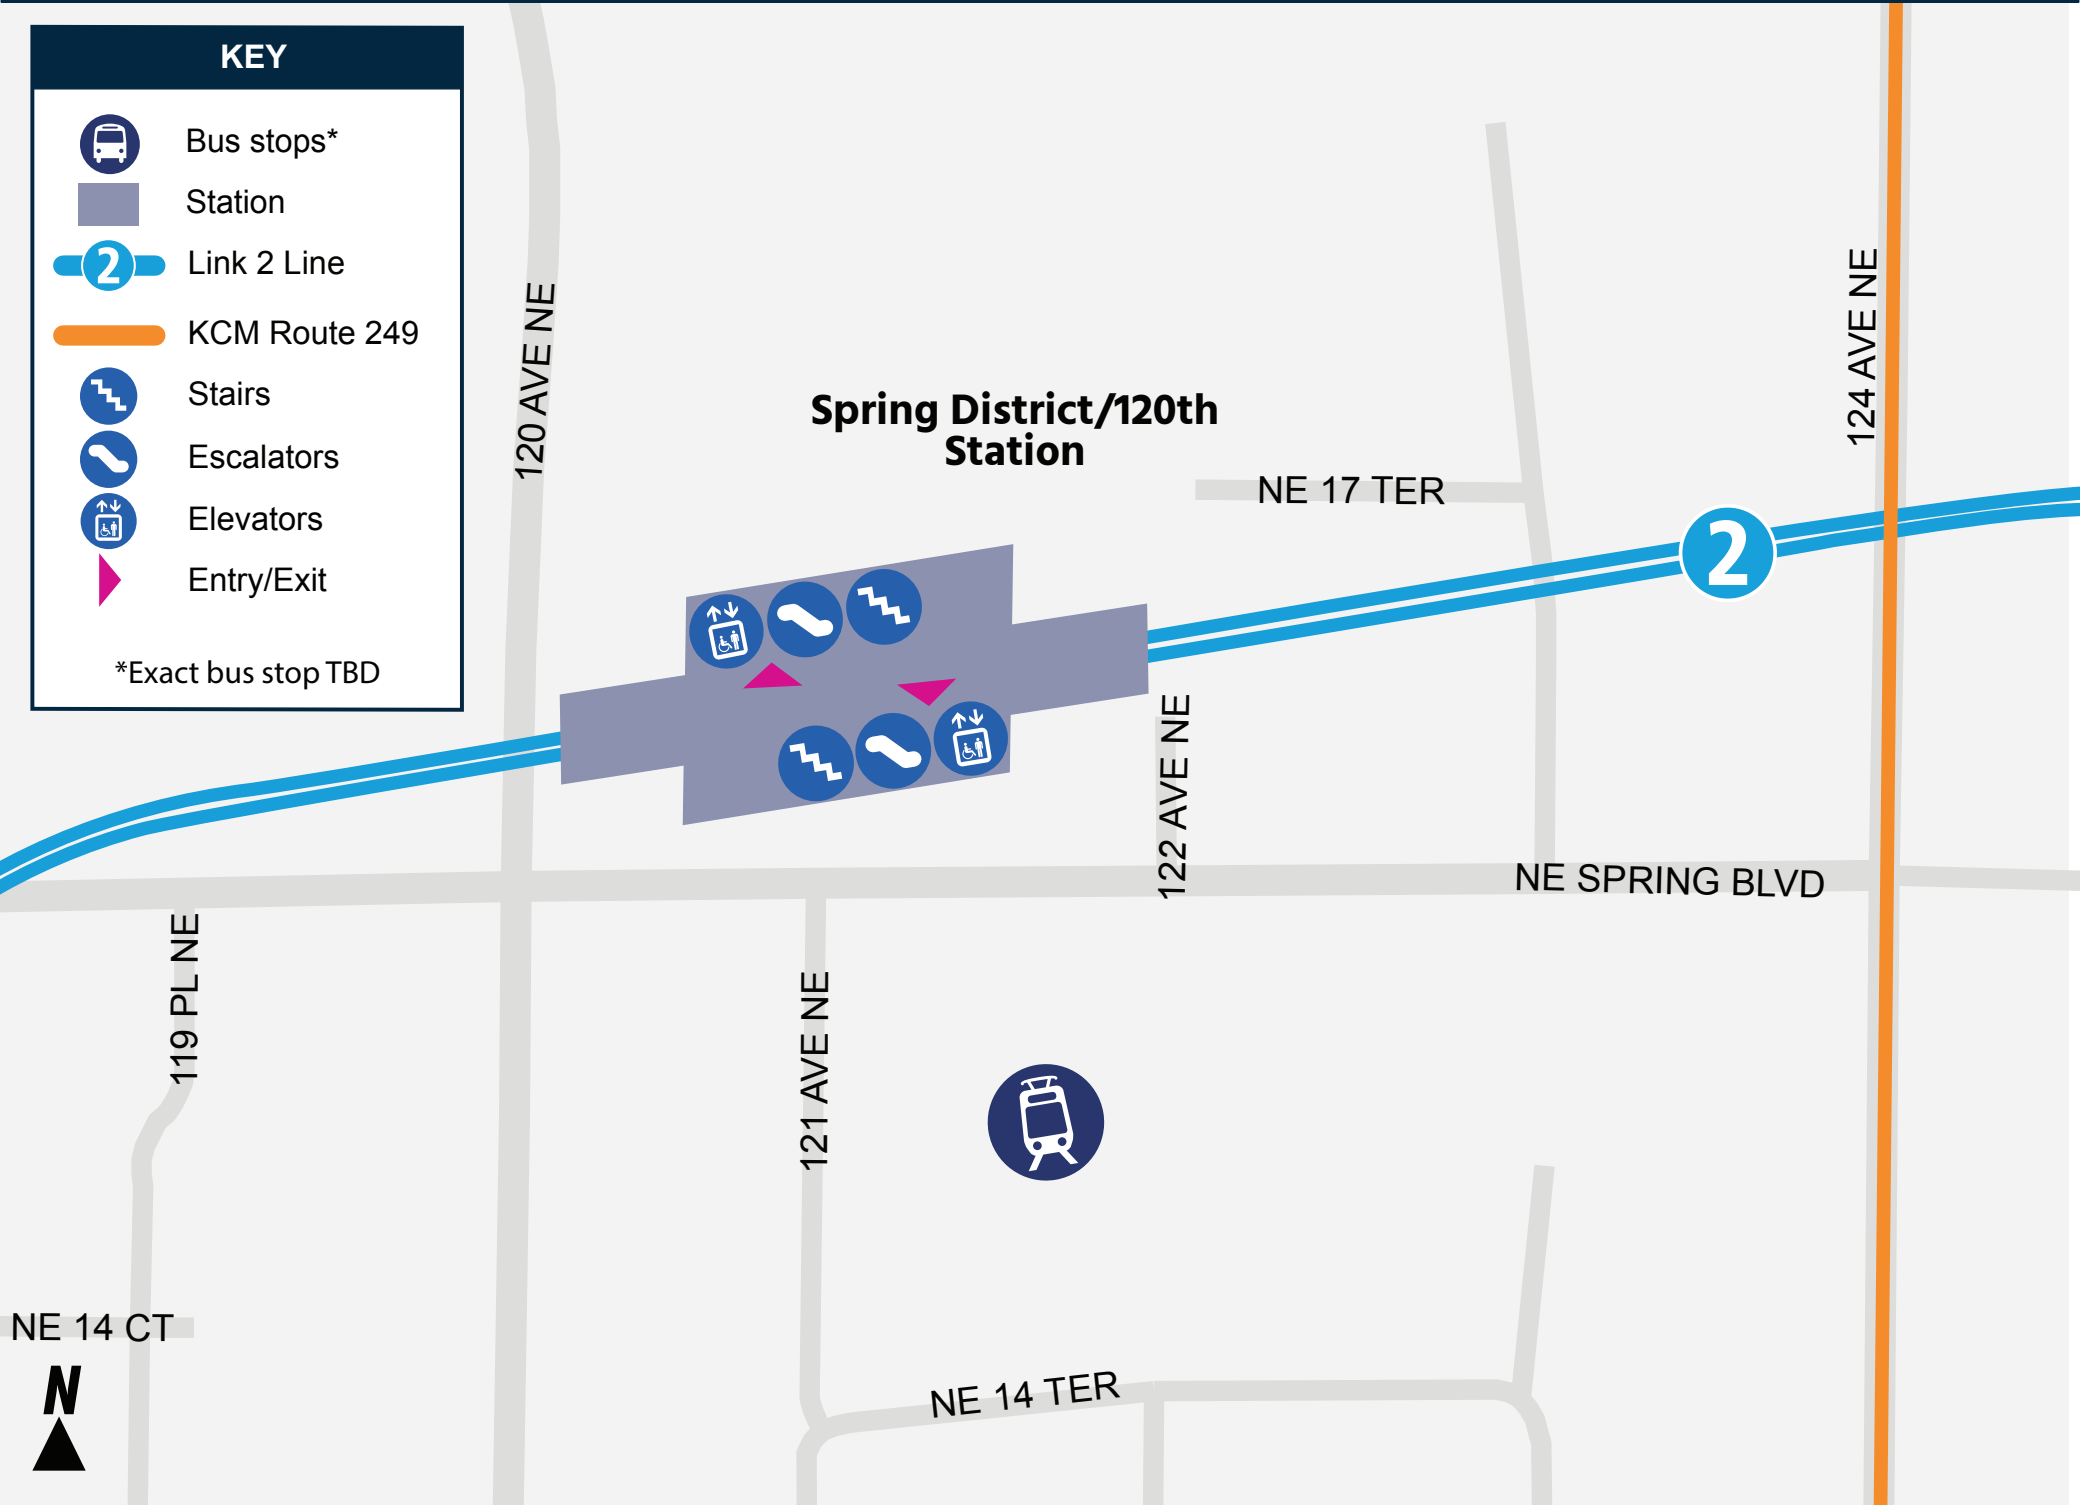 KEY
Bus stops*
Station
2
Link 2 Line
KCM Route 249
Stairs
Escalators
Elevators
Entry/Exit
*Exact bus stop TBD
120 AVE NE
124 AVE NE
Spring District/120th
Station
NE 17 TER
2
122 AVE NE
NE SPRING BLVD
119 PL NE
121 AVE NE
NE 14 CT
N
NE 14 TER